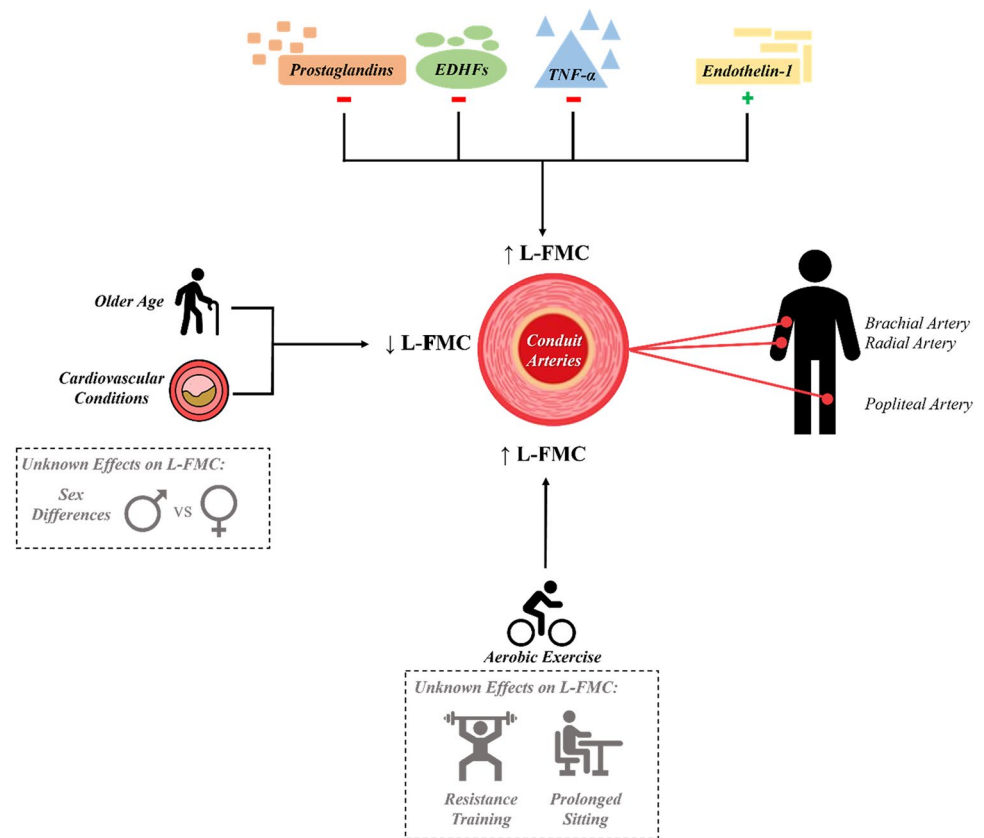 Prostaglandins
EDHFs
TNF-α
Endothelin-1
−
−
−
+
↑ L-FMC
Older Age
Cardiovascular
Conditions
↓ L-FMC
Conduit
Arteries
Brachial Artery
Radial Artery
Popliteal Artery
Unknown Effects on L-FMC:
Sex
Differences
♂ vs ♀
↑ L-FMC
Aerobic Exercise
Unknown Effects on L-FMC:
Resistance
Training
Prolonged
Sitting